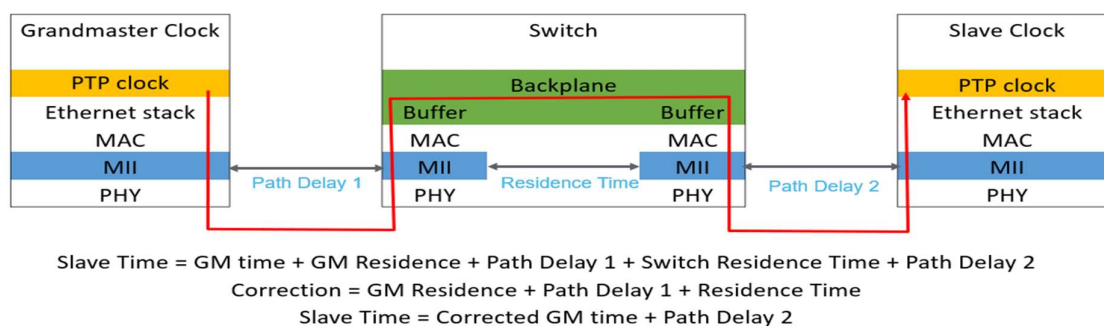 Grandmaster Clock
PTP clock
Ethernet stack
MAC
MII
PHY
Path Delay 1
Switch
Backplane
Buffer Buffer
MAC MAC
MII MII
Residence Time
PHY PHY
Path Delay 2
Slave Clock
PTP clock
Ethernet stack
MAC
MII
PHY
Slave Time = GM time + GM Residence + Path Delay 1 + Switch Residence Time + Path Delay 2
Correction = GM Residence + Path Delay 1 + Residence Time
Slave Time = Corrected GM time + Path Delay 2